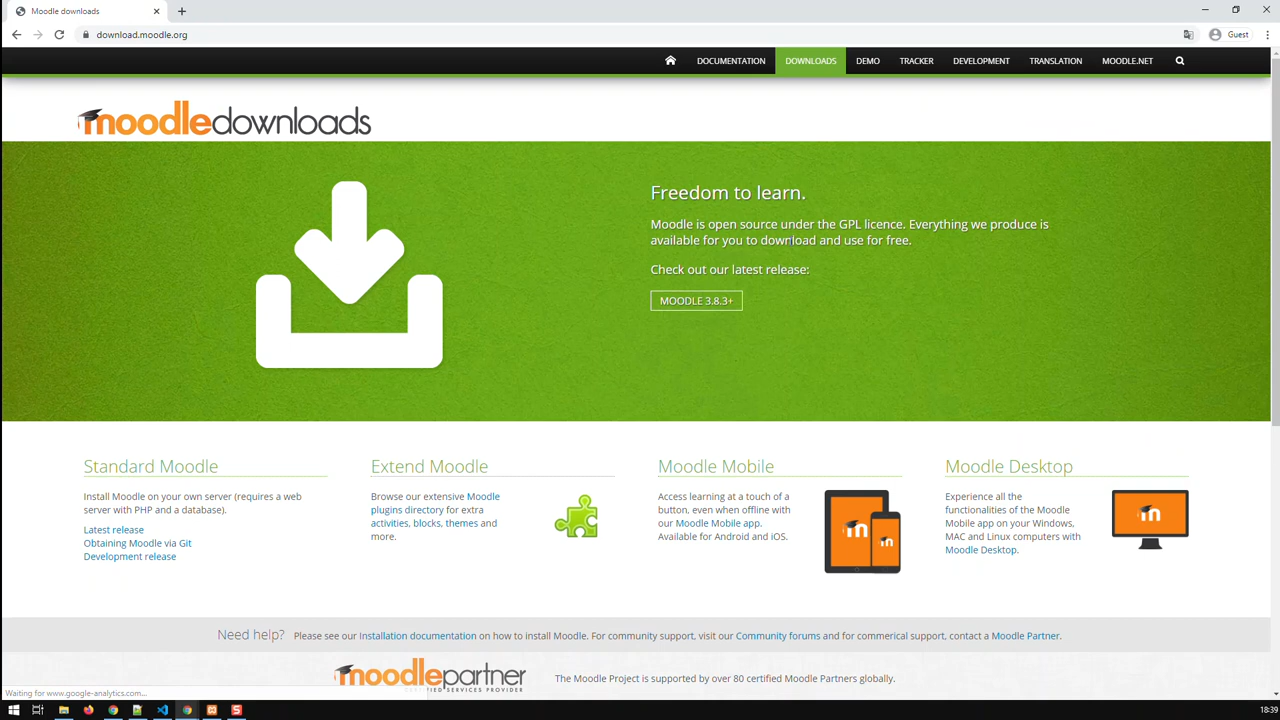 Moodle downloads
download.moodle.org
Guest
DOCUMENTATION DOWNLOADS DEMO TRACKER DEVELOPMENT TRANSLATION MOODLE.NET
moodledownloads
Freedom to learn.
Moodle is open source under the GPL licence. Everything we produce is
available for you to download and use for free.
Check out our latest release:
MOODLE 3.8.3+
Standard Moodle
Install Moodle on your own server (requires a web
server with PHP and a database).
Latest release
Obtaining Moodle via Git
Development release
Extend Moodle
Browse our extensive Moodle
plugins directory for extra
activities, blocks, themes and
more.
Moodle Mobile
Access learning at a touch of a
button, even when offline with
our Moodle Mobile app.
Available for Android and iOS.
m
m
Moodle Desktop
Experience all the
functionalities of the Moodle
Mobile app on your Windows,
MAC and Linux computers with
Moodle Desktop.
m
Need help? Please see our Installation documentation on how to install Moodle. For community support, visit our Community forums and for commerical support, contact a Moodle Partner.
moodlepartner
CERTIFIED SERVICES PROVIDER
The Moodle Project is supported by over 80 certified Moodle Partners globally.
Waiting for www.google-analytics.com...
18:39